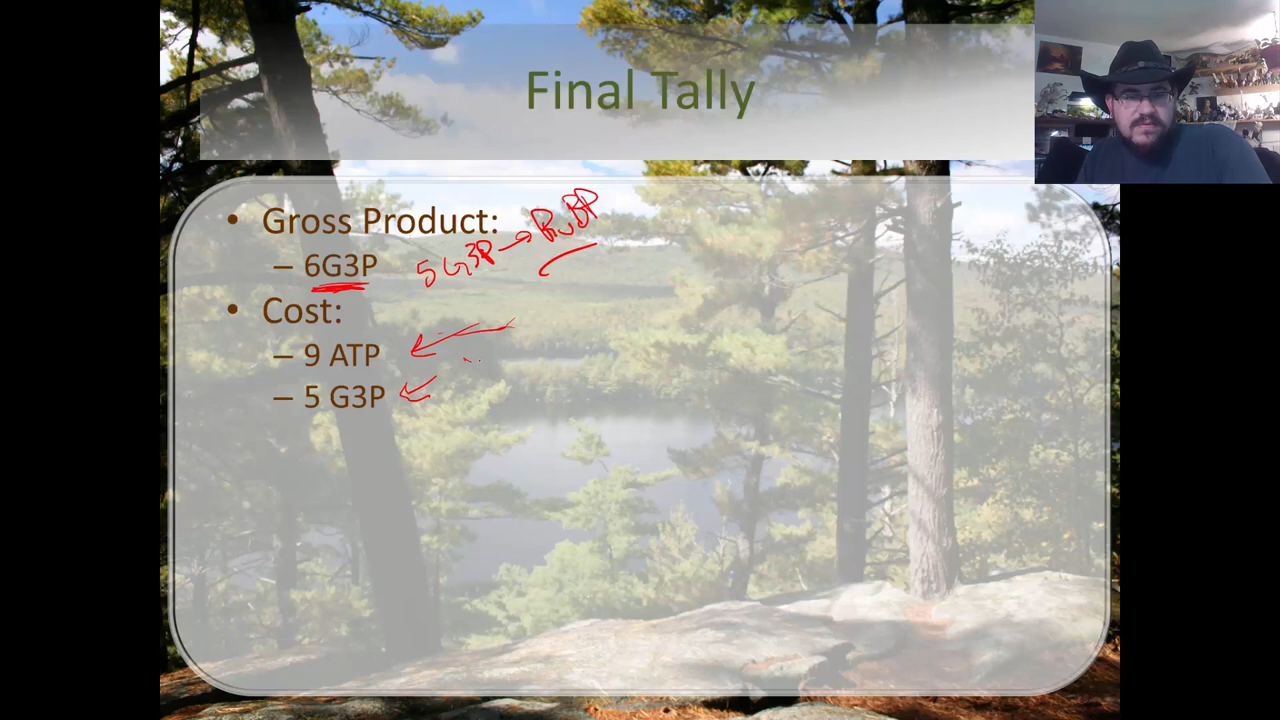 Final Tally
• Gross Product:
– 6G3P
5 G3P → RuBP
• Cost:
– 9 ATP
– 5 G3P